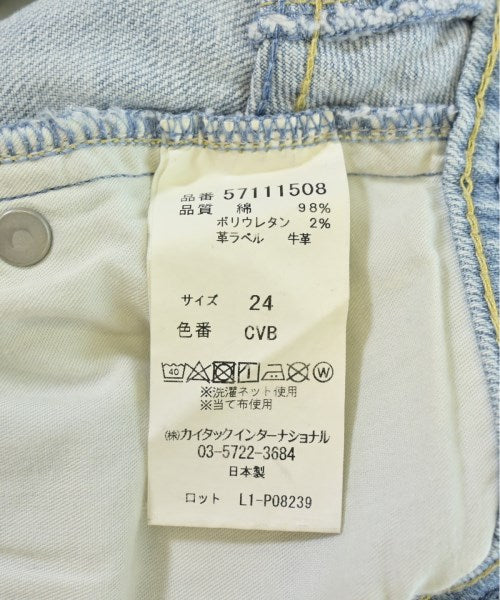 品番 57111508
品質 綿 98%
ポリウレタン 2%
革ラベル 牛革
サイズ 24
色番 CVB
40 W
※洗濯ネット使用
※当て布使用
㈱カイタックインターナショナル
03-5722-3684
日本製
ロット L1-P08239